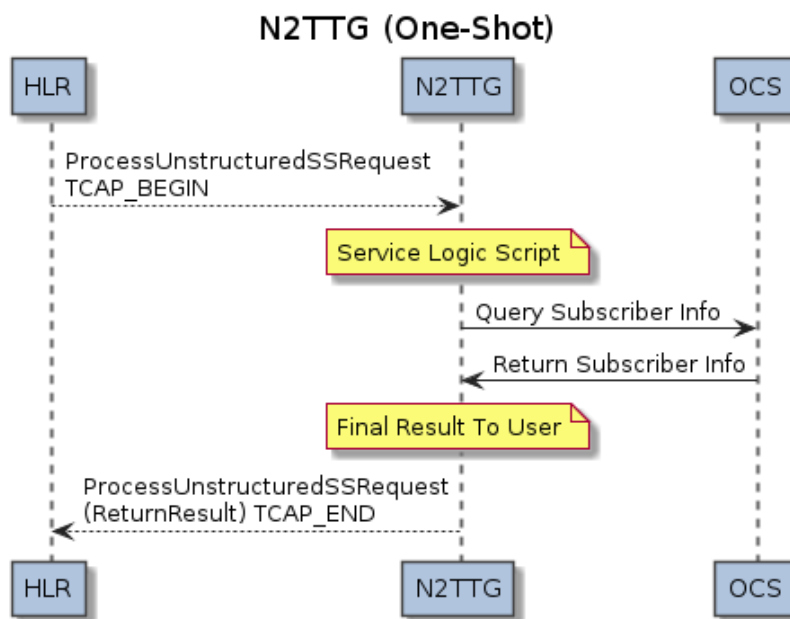 N2TTG (One-Shot)
HLR
N2TTG
OCS
ProcessUnstructuredSSRequest
TCAP_BEGIN
Service Logic Script
Query Subscriber Info
Return Subscriber Info
Final Result To User
ProcessUnstructuredSSRequest
(ReturnResult) TCAP_END
HLR
N2TTG
OCS